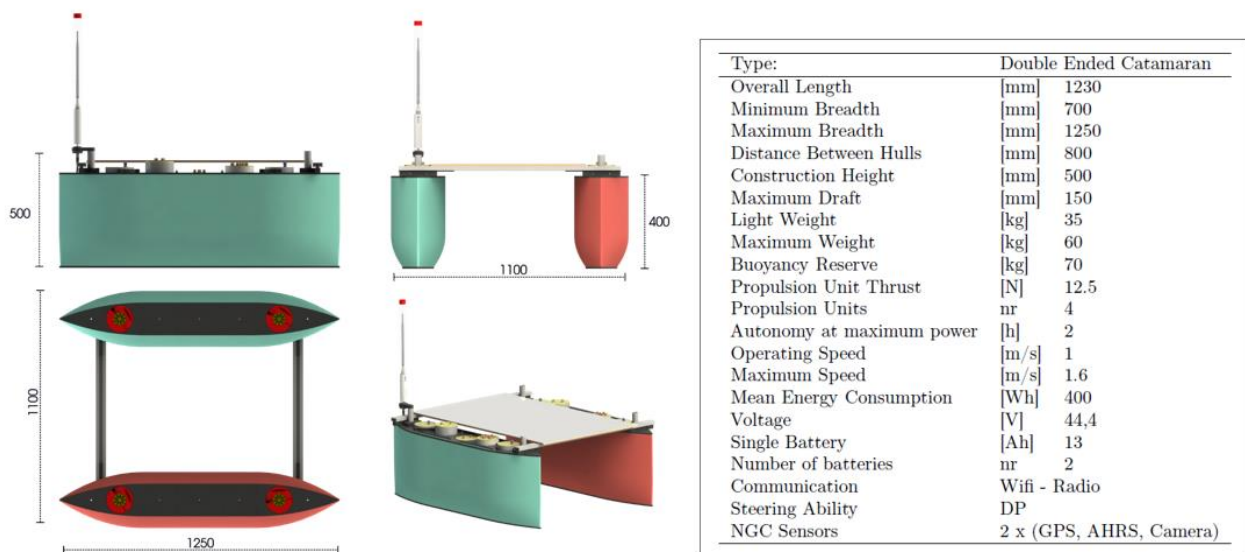 500
400
1100
1100
1250
Type: Double Ended Catamaran
Overall Length [mm] 1230
Minimum Breadth [mm] 700
Maximum Breadth [mm] 1250
Distance Between Hulls [mm] 800
Construction Height [mm] 500
Maximum Draft [mm] 150
Light Weight [kg] 35
Maximum Weight [kg] 60
Buoyancy Reserve [kg] 70
Propulsion Unit Thrust [N] 12.5
Propulsion Units nr 4
Autonomy at maximum power [h] 2
Operating Speed [m/s] 1
Maximum Speed [m/s] 1.6
Mean Energy Consumption [Wh] 400
Voltage [V] 44,4
Single Battery [Ah] 13
Number of batteries nr 2
Communication Wifi - Radio
Steering Ability DP
NGC Sensors 2 x (GPS, AHRS, Camera)